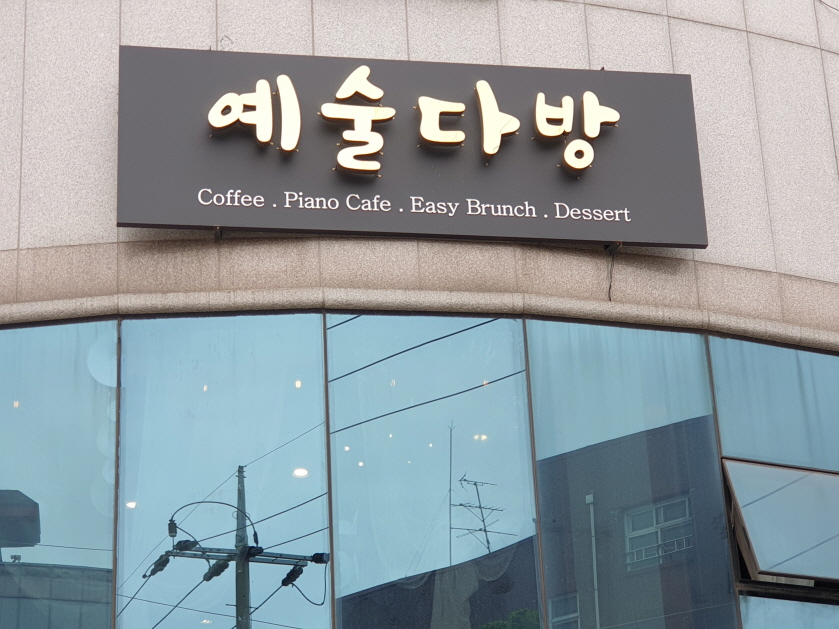 예술다방
Coffee . Piano Cafe . Easy Brunch . Dessert